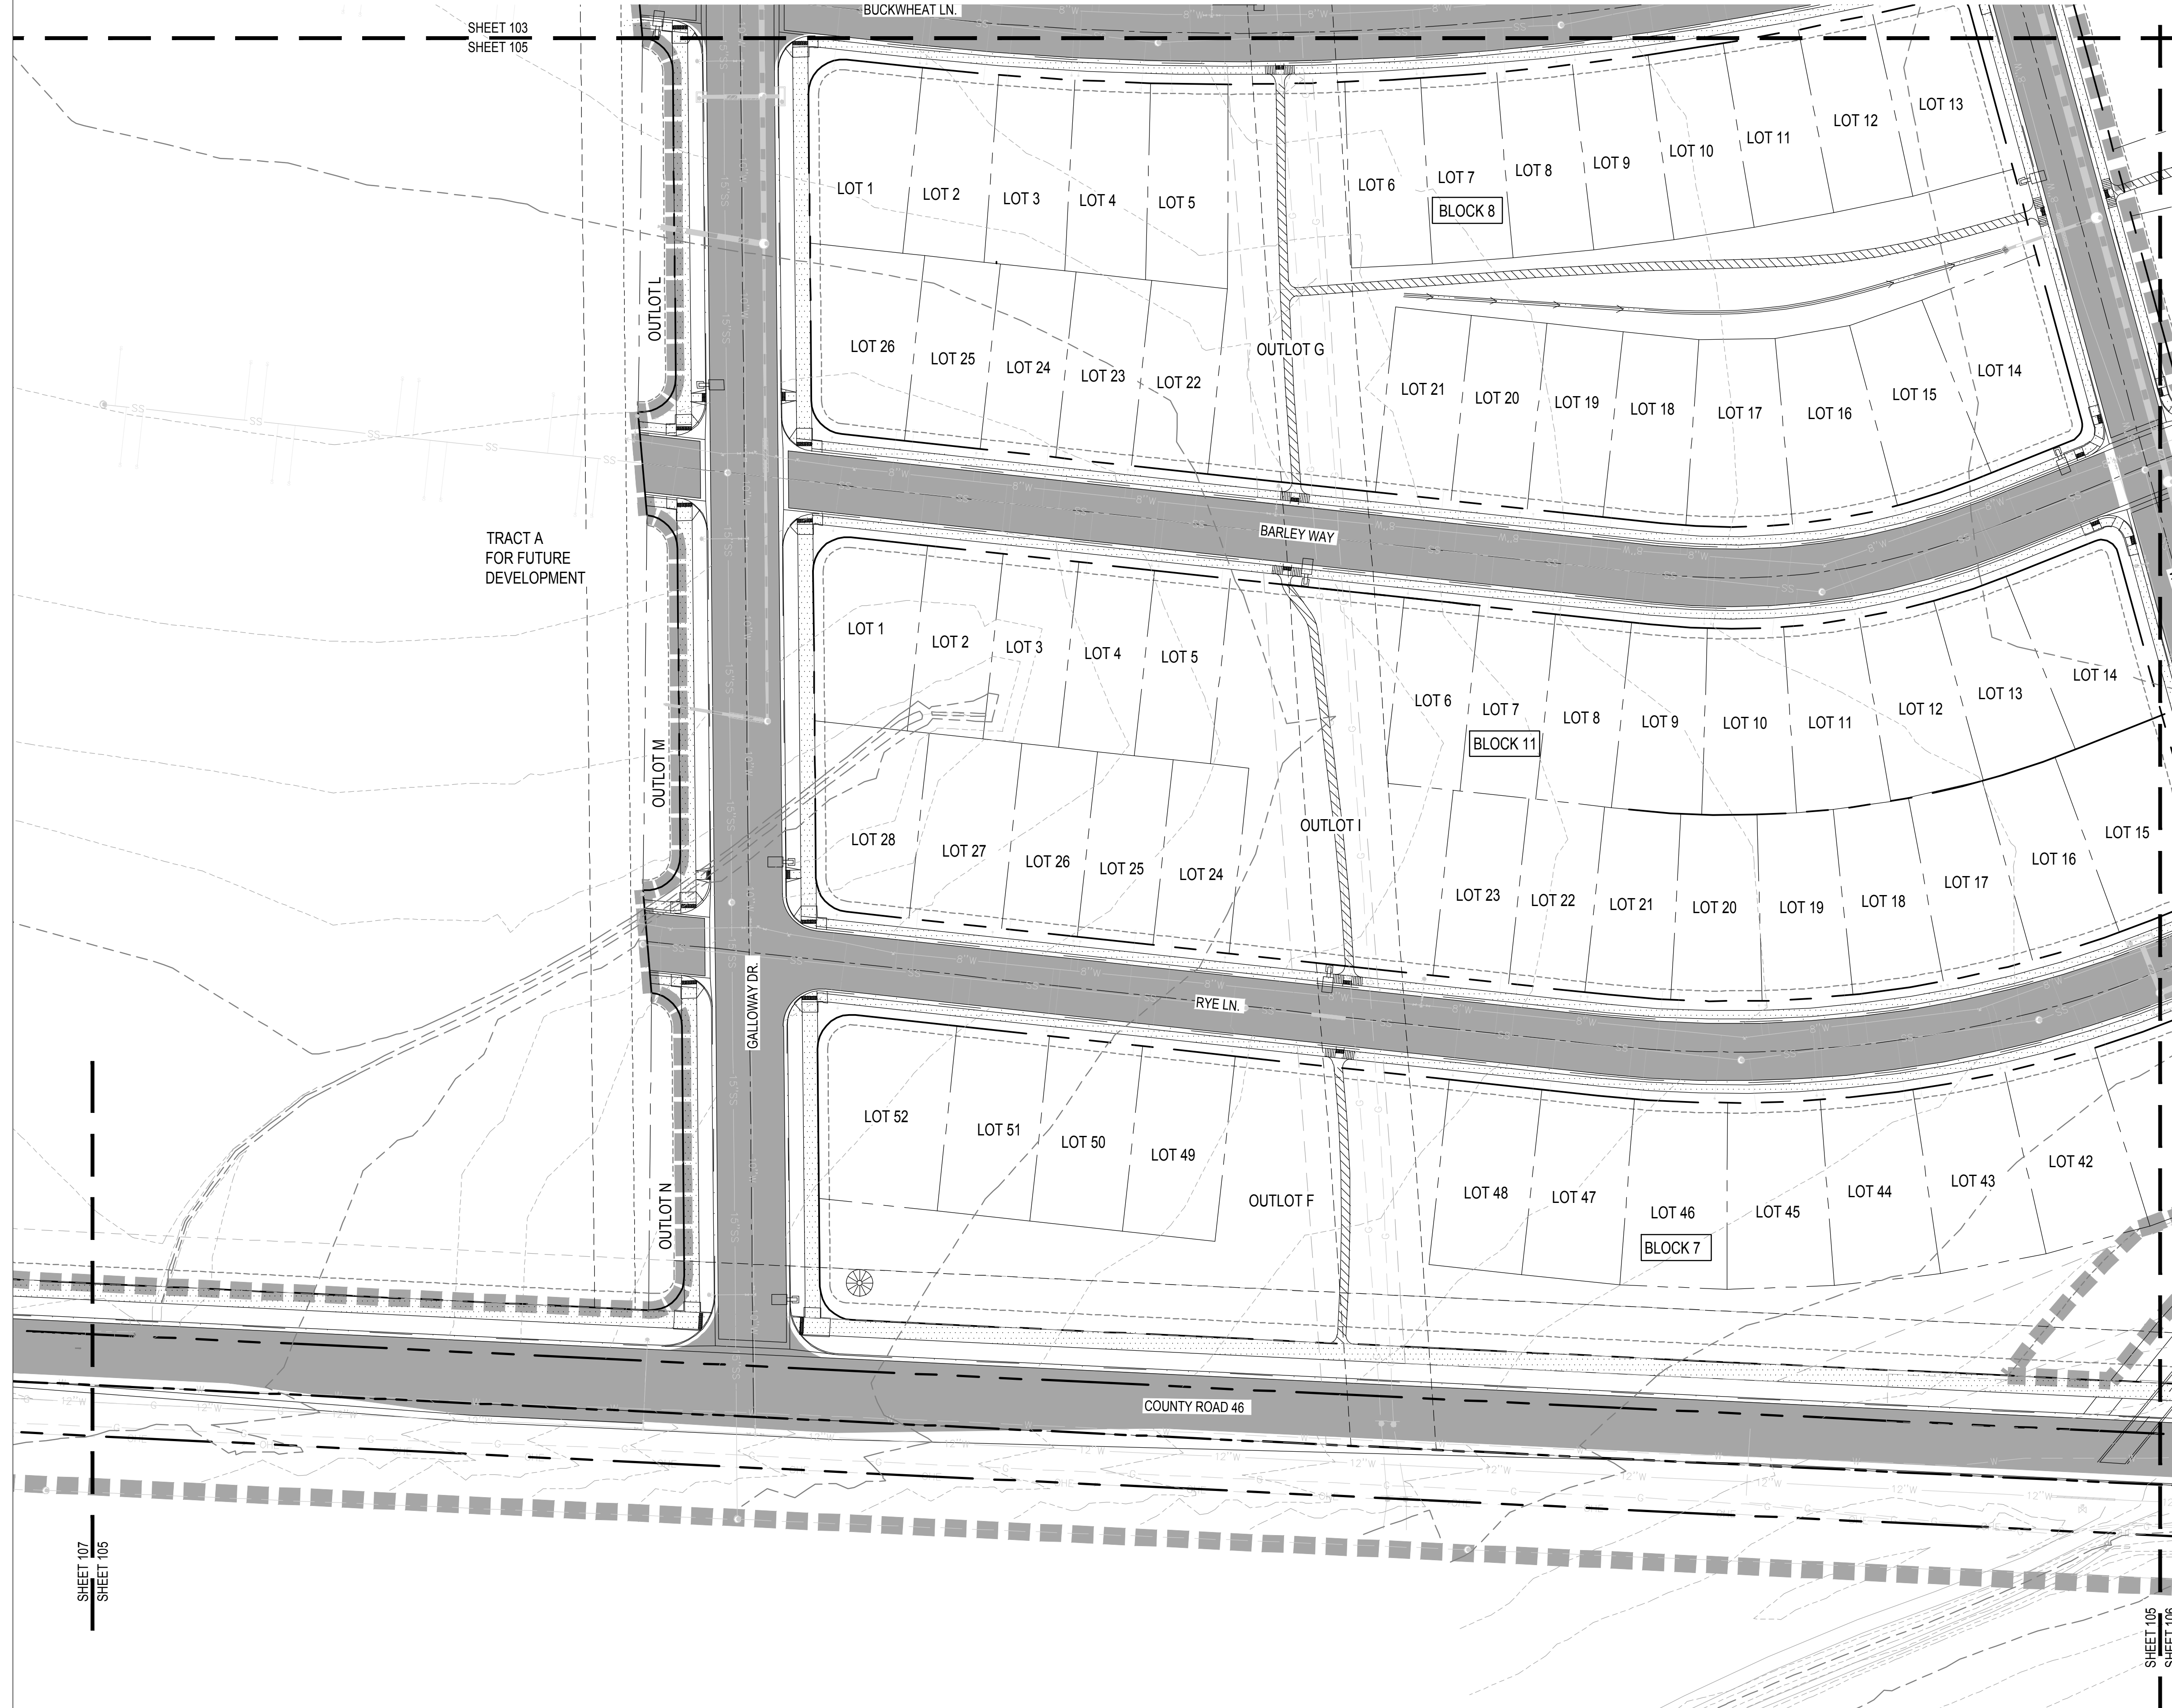 BUCKWHEAT LN.
SHEET 103
SHEET 105
LOT 1
LOT 2
LOT 3
LOT 4
LOT 5
LOT 6
LOT 7
LOT 8
LOT 9
LOT 10
LOT 11
LOT 12
LOT 13
BLOCK 8
OUTLOT L
LOT 26
LOT 25
LOT 24
LOT 23
LOT 22
OUTLOT G
LOT 21
LOT 20
LOT 19
LOT 18
LOT 17
LOT 16
LOT 15
LOT 14
BARLEY WAY
TRACT A
FOR FUTURE
DEVELOPMENT
LOT 1
LOT 2
LOT 3
LOT 4
LOT 5
LOT 6
LOT 7
LOT 8
LOT 9
LOT 10
LOT 11
LOT 12
LOT 13
LOT 14
BLOCK 11
OUTLOT M
LOT 28
LOT 27
LOT 26
LOT 25
LOT 24
OUTLOT I
LOT 23
LOT 22
LOT 21
LOT 20
LOT 19
LOT 18
LOT 17
LOT 16
LOT 15
GALLOWAY DR.
RYE LN.
OUTLOT N
LOT 52
LOT 51
LOT 50
LOT 49
OUTLOT F
LOT 48
LOT 47
LOT 46
LOT 45
LOT 44
LOT 43
LOT 42
BLOCK 7
COUNTY ROAD 46
SHEET 107
SHEET 105
SHEET 105
SHEET 106